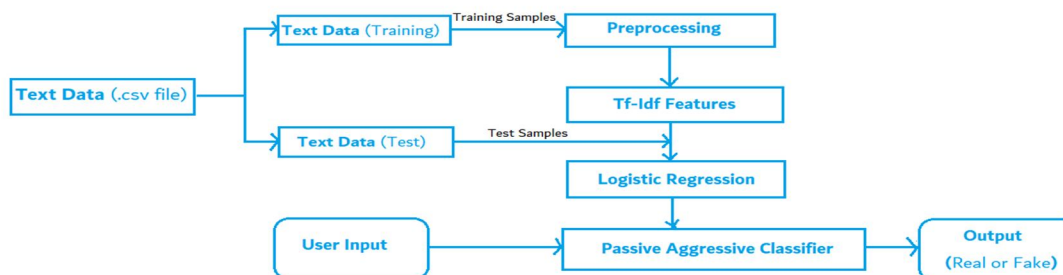 Training Samples
Text Data (Training)
Preprocessing
Text Data (.csv file)
Tf-Idf Features
Test Samples
Text Data (Test)
Logistic Regression
User Input
Passive Aggressive Classifier
Output
(Real or Fake)